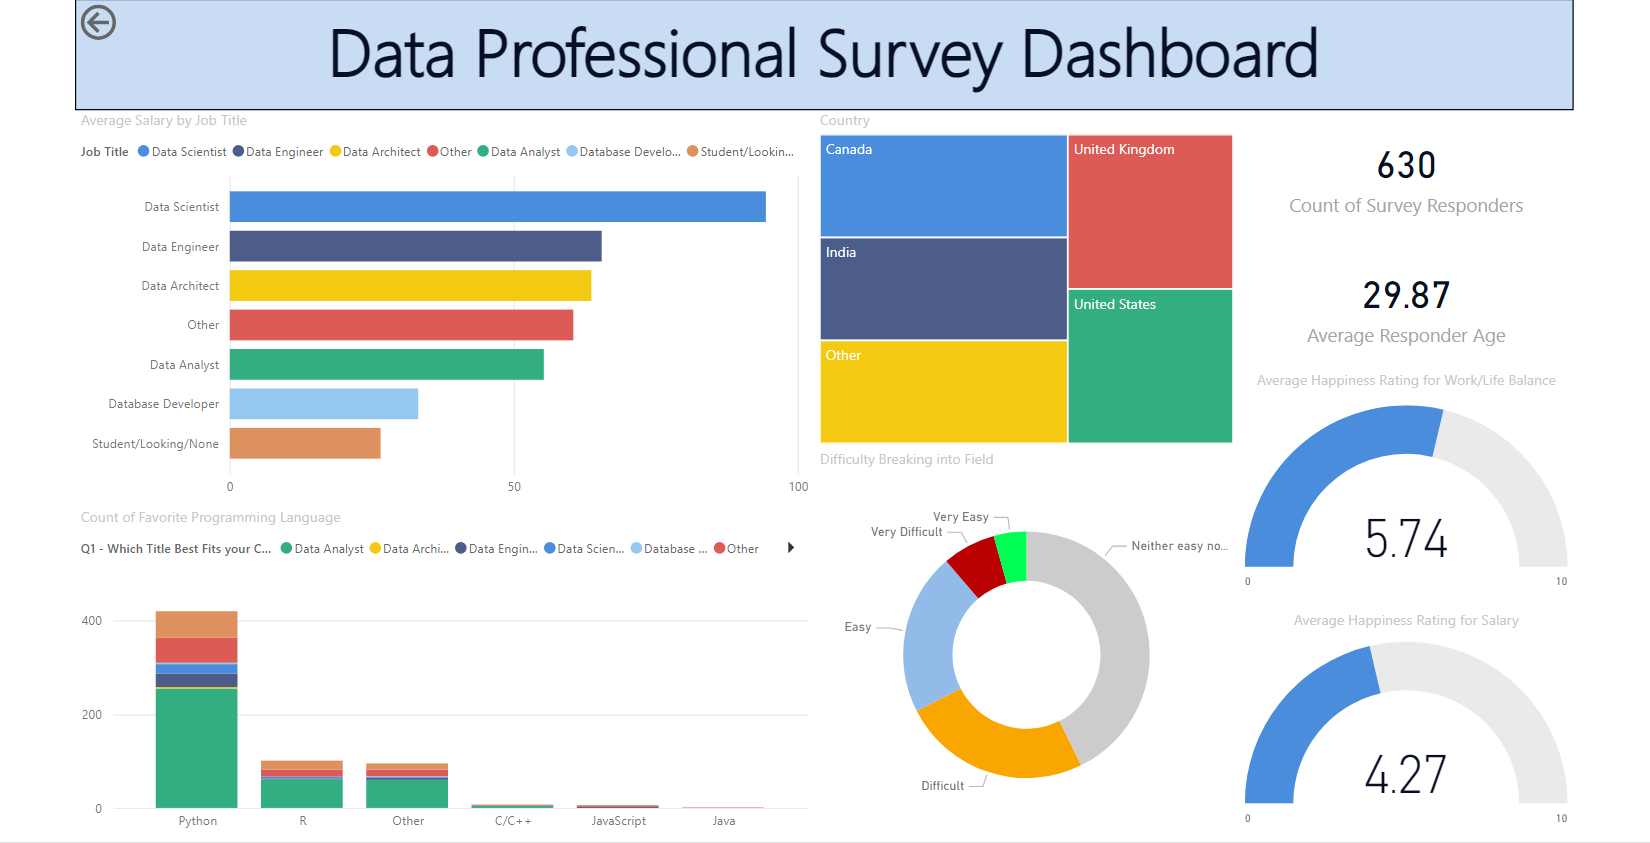 Data Professional Survey Dashboard
Average Salary by Job Title
Job Title Data Scientist Data Engineer Data Architect Other Data Analyst Database Develo... Student/Lookin...
Data Scientist
Data Engineer
Data Architect
Other
Data Analyst
Database Developer
Student/Looking/None
0 50 100
Country
Canada
United Kingdom
India
United States
Other
630
Count of Survey Responders
29.87
Average Responder Age
Count of Favorite Programming Language
Q1 - Which Title Best Fits your C... Data Analyst Data Archi... Data Engin... Data Scien... Database ... Other
400
200
0
Python R Other C/C++ JavaScript Java
Difficulty Breaking into Field
Very Easy
Very Difficult
Neither easy no...
Easy
Difficult
Average Happiness Rating for Work/Life Balance
5.74
0 10
Average Happiness Rating for Salary
4.27
0 10